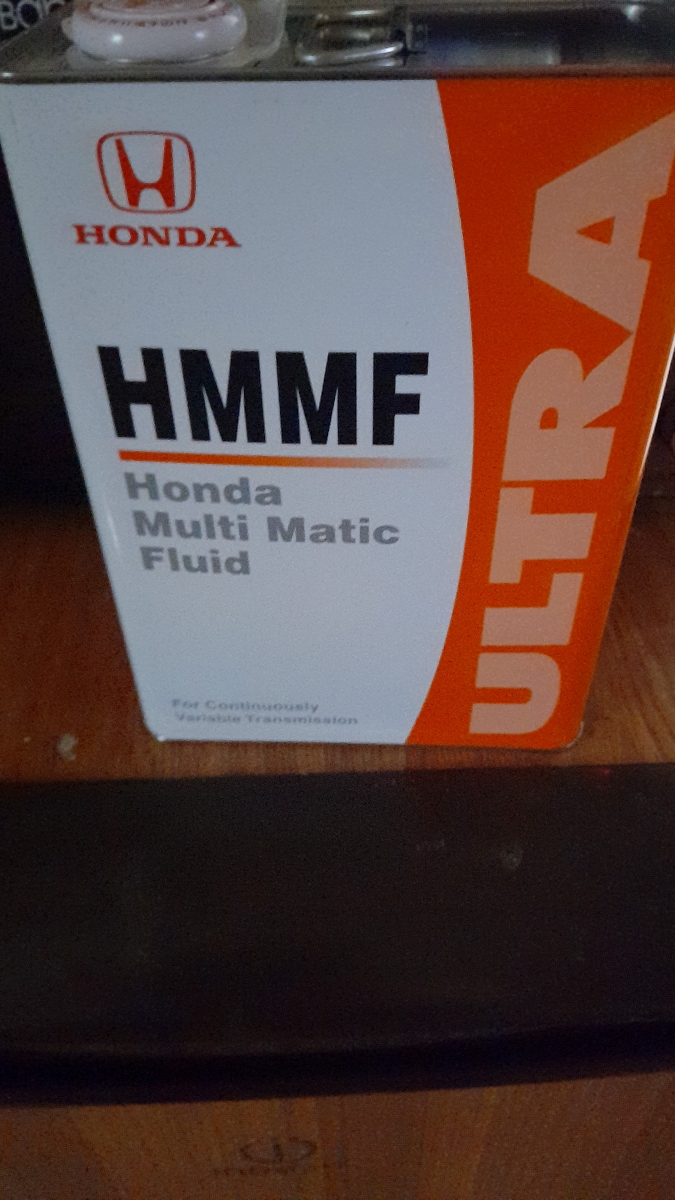 HONDA
HMMF
Honda
Multi Matic
Fluid
For Continuously
Variable Transmission
ULTRA